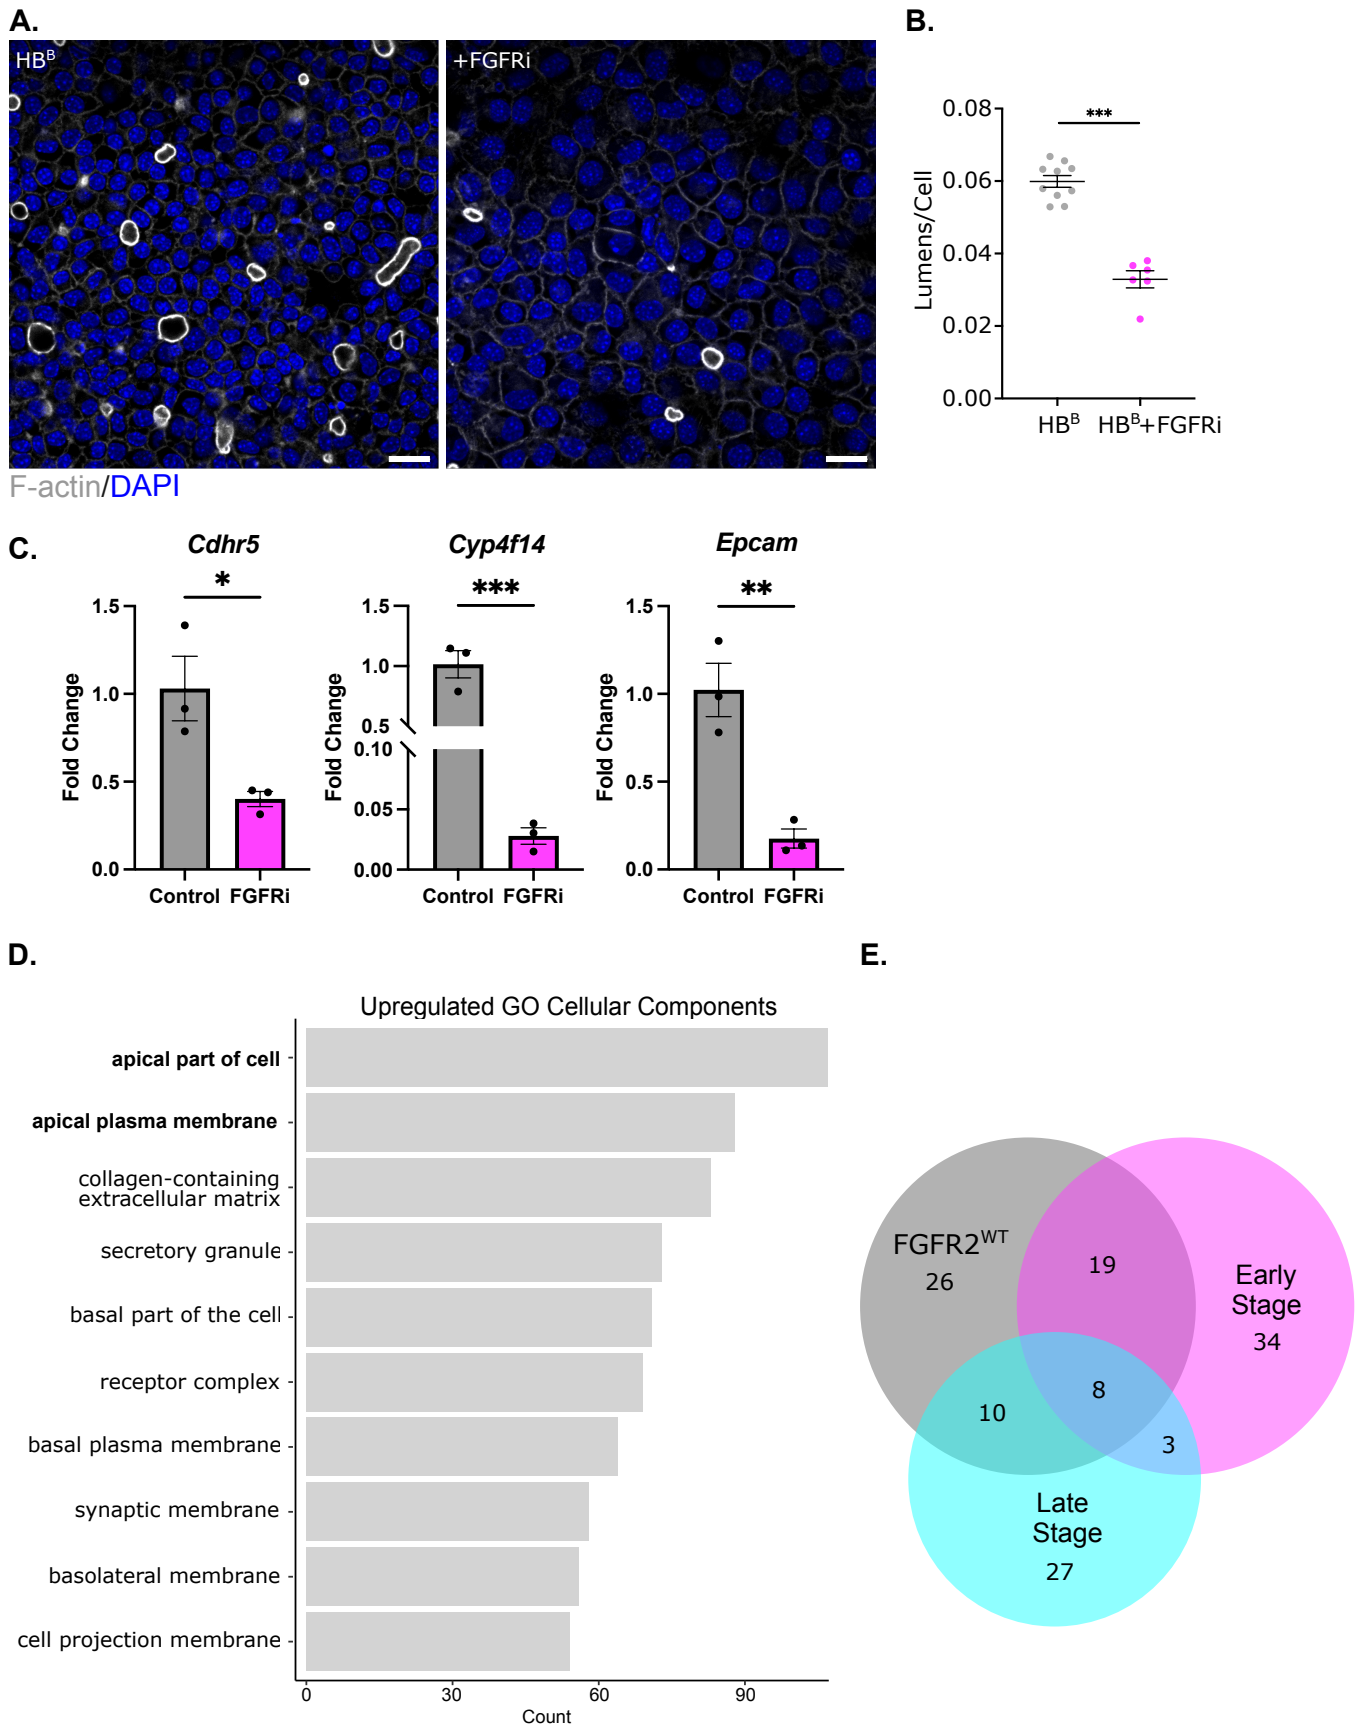 A.
HBᴮ
+FGFRi
F-actin/DAPI
B.
0.08
0.06
0.04
0.02
0.00
Lumens/Cell
***
HBᴮ HBᴮ+FGFRi
C.
Cdhr5
*
1.5
1.0
0.5
0.0
Fold Change
Control FGFRi
Cyp4f14
***
1.5
1.0
0.5
0.10
0.05
0.00
Fold Change
Control FGFRi
Epcam
**
1.5
1.0
0.5
0.0
Fold Change
Control FGFRi
D.
Upregulated GO Cellular Components
apical part of cell
apical plasma membrane
collagen-containing
extracellular matrix
secretory granule
basal part of the cell
receptor complex
basal plasma membrane
synaptic membrane
basolateral membrane
cell projection membrane
0 30 60 90
Count
E.
FGFR2ᵂᵀ
26
19
Early
Stage
34
8
10
3
Late
Stage
27